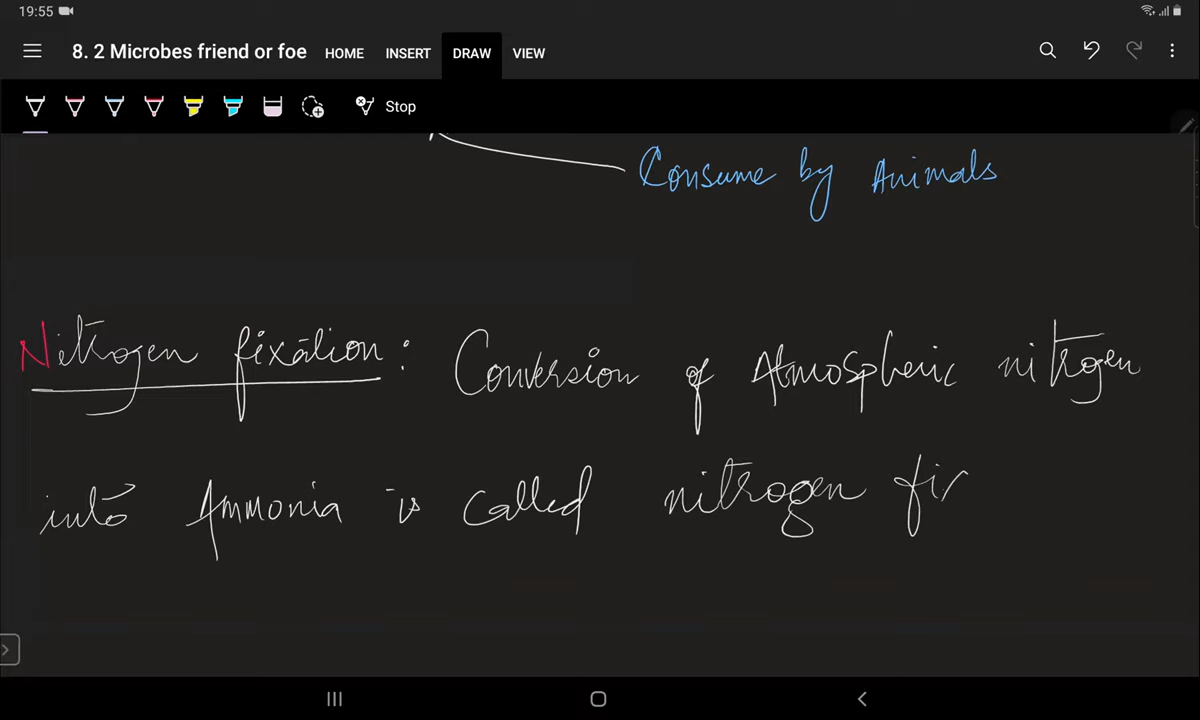 19:55
8. 2 Microbes friend or foe HOME INSERT DRAW VIEW
Stop
Consume by Animals
Nitrogen fixation: Conversion of Atmospheric nitrogen
into Ammonia is called nitrogen fix